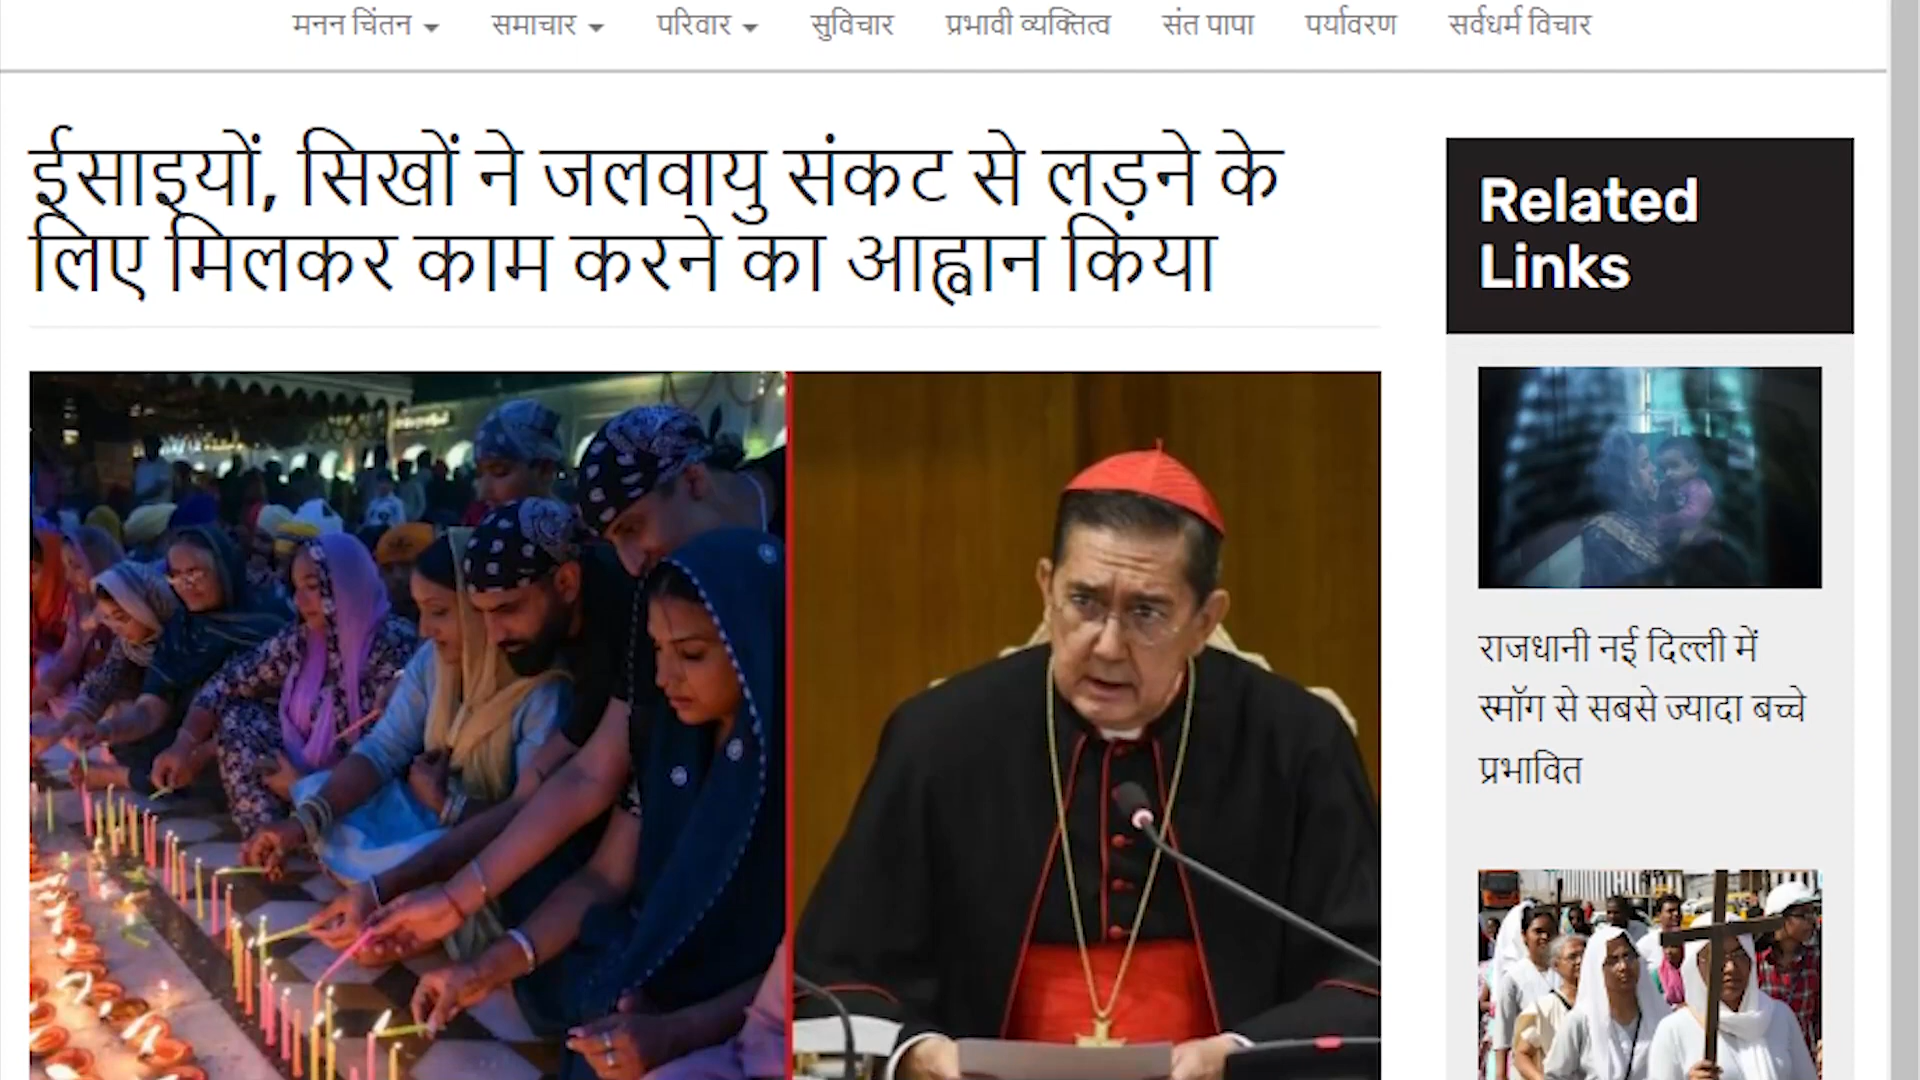 मनन चिंतन समाचार परिवार सुविचार प्रभावी व्यक्तित्व संत पापा पर्यावरण सर्वधर्म विचार
ईसाइयों, सिखों ने जलवायु संकट से लड़ने के
लिए मिलकर काम करने का आह्वान किया
Related
Links
राजधानी नई दिल्ली में
स्मॉग से सबसे ज्यादा बच्चे
प्रभावित